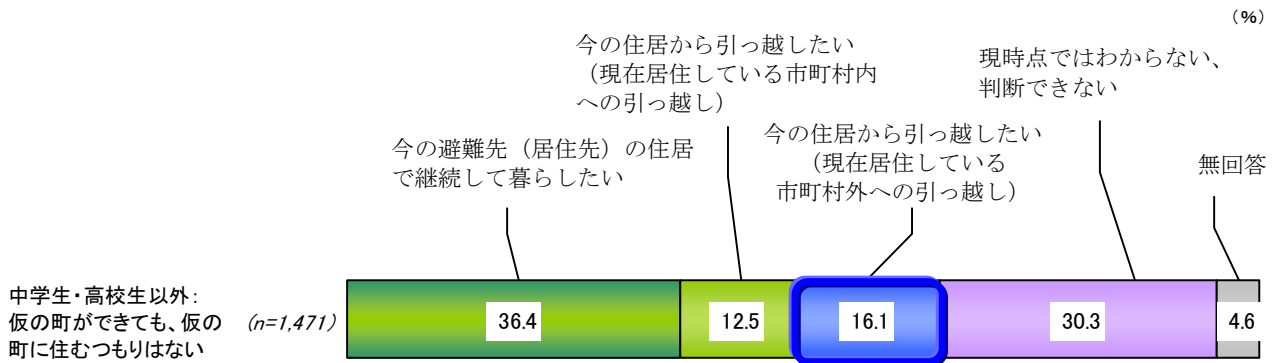 （％）
今の住居から引っ越したい
（現在居住している市町村内
への引っ越し）
現時点ではわからない、
判断できない
今の住居から引っ越したい
（現在居住している
市町村外への引っ越し）
今の避難先（居住先）の住居
で継続して暮らしたい
無回答
中学生・高校生以外：
仮の町ができても、仮の
町に住むつもりはない
(n=1,471)
36.4
12.5
16.1
30.3
4.6